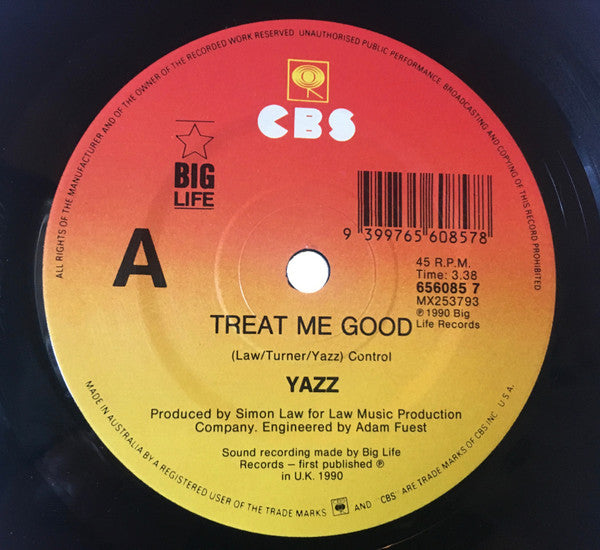 ALL RIGHTS OF THE MANUFACTURER AND OF THE OWNER OF THE RECORDED WORK RESERVED UNAUTHORISED PUBLIC PERFORMANCE, BROADCASTING AND COPYING OF THIS RECORD PROHIBITED
CBS
BIG
LIFE
A
9 399765 608578
45 R.P.M.
Time: 3.38
656085 7
MX253793
℗ 1990 Big
Life Records
TREAT ME GOOD
(Law/Turner/Yazz) Control
YAZZ
Produced by Simon Law for Law Music Production
Company. Engineered by Adam Fuest
Sound recording made by Big Life
Records – first published ℗
in U.K. 1990
MADE IN AUSTRALIA BY A REGISTERED USER OF THE TRADE MARKS AND CBS ARE TRADE MARKS OF CBS INC U.S.A.